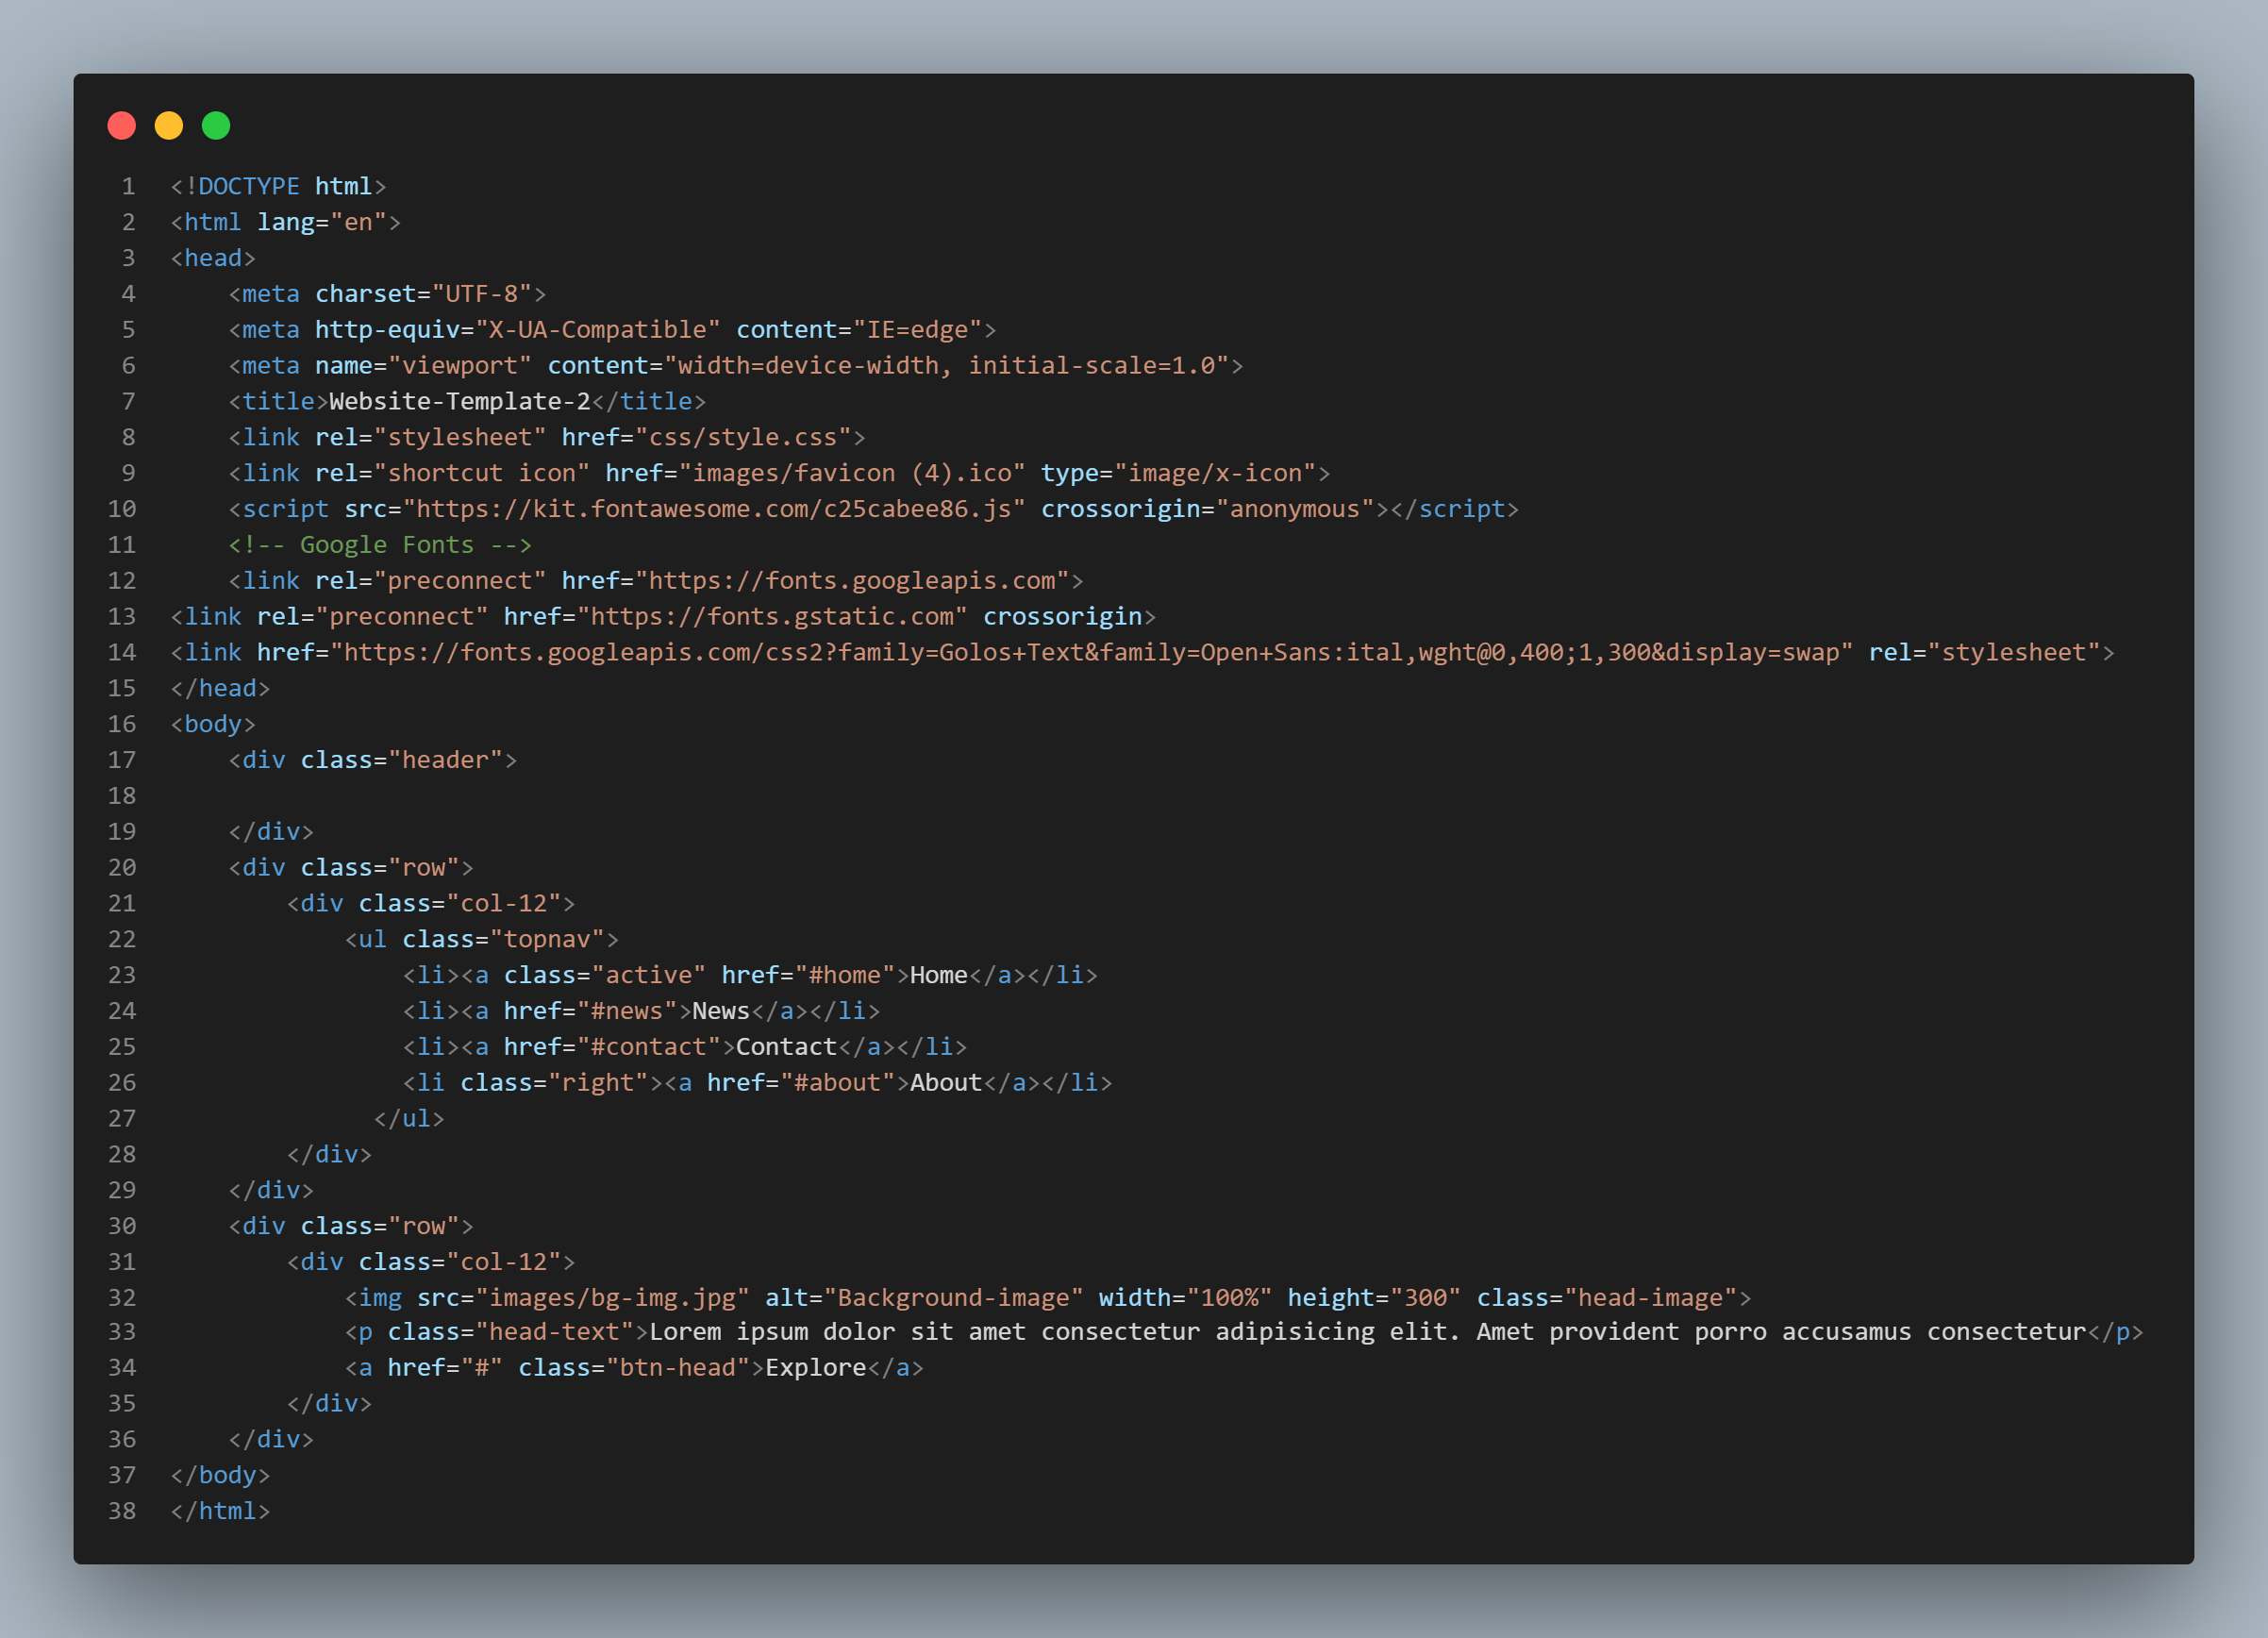 1 <!DOCTYPE html>
2 <html lang="en">
3 <head>
4     <meta charset="UTF-8">
5     <meta http-equiv="X-UA-Compatible" content="IE=edge">
6     <meta name="viewport" content="width=device-width, initial-scale=1.0">
7     <title>Website-Template-2</title>
8     <link rel="stylesheet" href="css/style.css">
9     <link rel="shortcut icon" href="images/favicon (4).ico" type="image/x-icon">
10     <script src="https://kit.fontawesome.com/c25cabee86.js" crossorigin="anonymous"></script>
11     <!-- Google Fonts -->
12     <link rel="preconnect" href="https://fonts.googleapis.com">
13 <link rel="preconnect" href="https://fonts.gstatic.com" crossorigin>
14 <link href="https://fonts.googleapis.com/css2?family=Golos+Text&family=Open+Sans:ital,wght@0,400;1,300&display=swap" rel="stylesheet">
15 </head>
16 <body>
17     <div class="header">
18
19     </div>
20     <div class="row">
21         <div class="col-12">
22             <ul class="topnav">
23                 <li><a class="active" href="#home">Home</a></li>
24                 <li><a href="#news">News</a></li>
25                 <li><a href="#contact">Contact</a></li>
26                 <li class="right"><a href="#about">About</a></li>
27               </ul>
28         </div>
29     </div>
30     <div class="row">
31         <div class="col-12">
32             <img src="images/bg-img.jpg" alt="Background-image" width="100%" height="300" class="head-image">
33             <p class="head-text">Lorem ipsum dolor sit amet consectetur adipisicing elit. Amet provident porro accusamus consectetur</p>
34             <a href="#" class="btn-head">Explore</a>
35         </div>
36     </div>
37 </body>
38 </html>